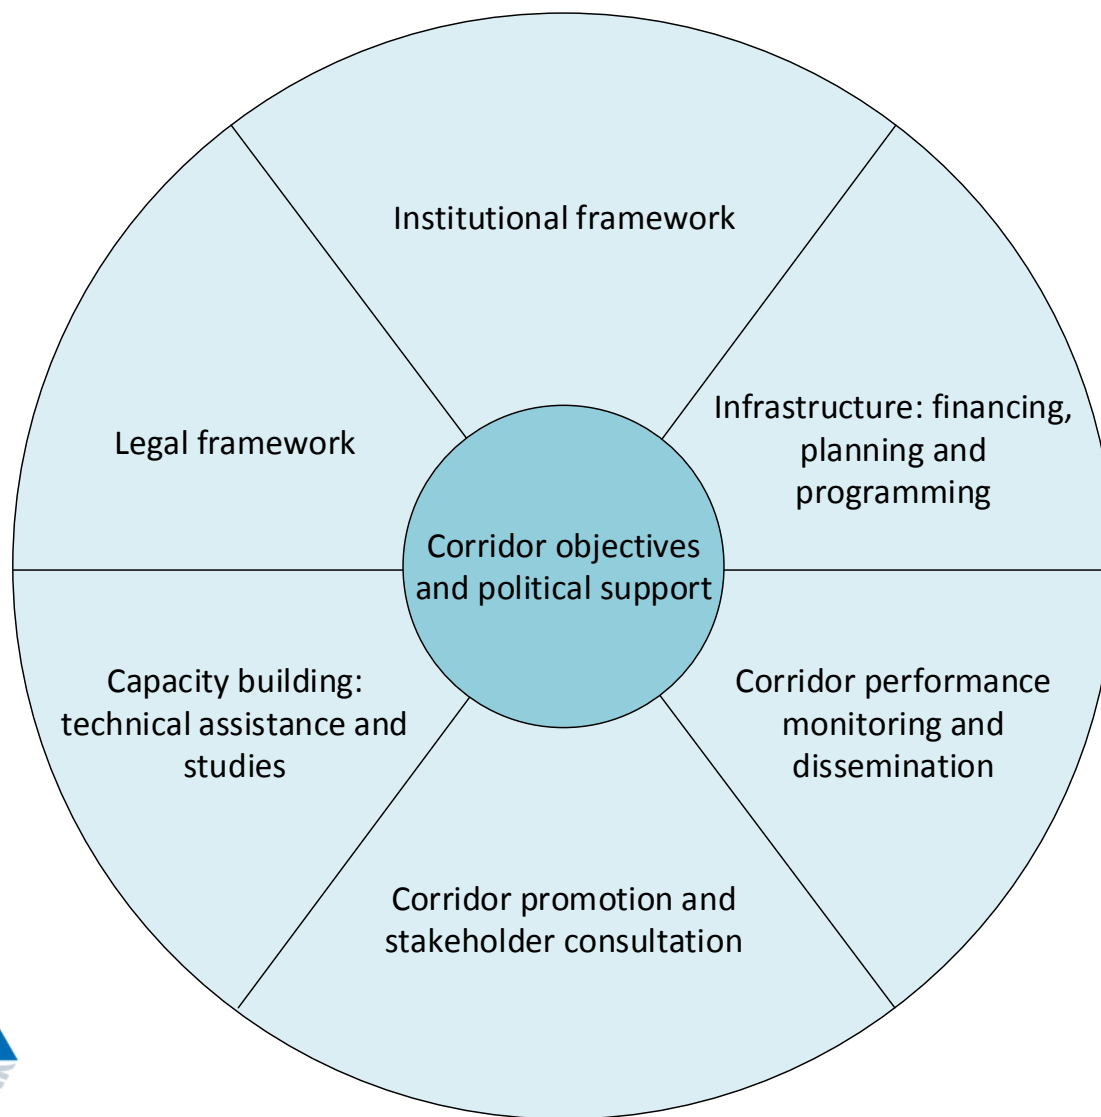 Institutional framework
Infrastructure: financing,
planning and
programming
Legal framework
Corridor objectives
and political support
Capacity building:
technical assistance and
studies
Corridor performance
monitoring and
dissemination
Corridor promotion and
stakeholder consultation